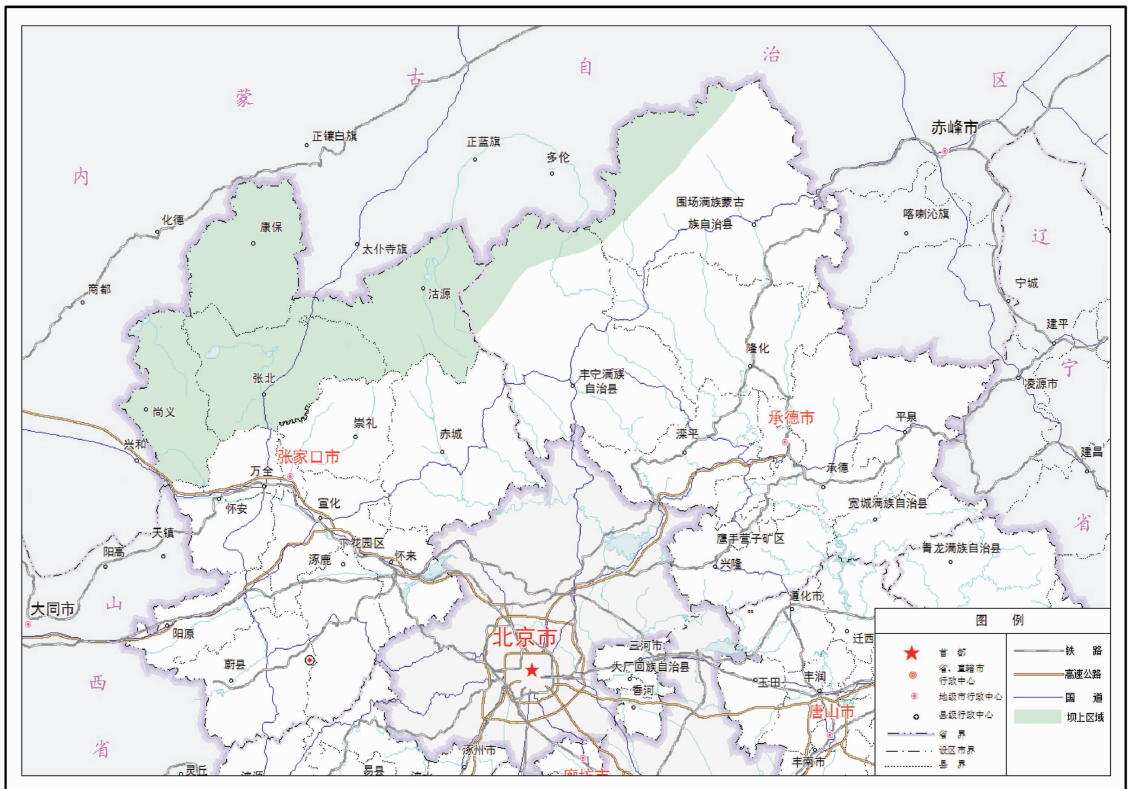 内
蒙
古
自
治
区
辽
宁
省
山
西
省
赤峰市
正镶白旗
正蓝旗
多伦
围场满族蒙古
族自治县
喀喇沁旗
化德
康保
太仆寺旗
宁城
商都
沽源
建平
隆化
张北
丰宁满族
自治县
凌源市
尚义
崇礼
赤城
承德市
平泉
兴和
滦平
建昌
张家口市
万全
承德
怀安
宣化
宽城满族自治县
天镇
下花园区
鹰手营子矿区
青龙满族自治县
阳高
涿鹿
怀来
兴隆
大同市
遵化市
阳原
北京市
迁西
三河市
蔚县
大厂回族自治县
玉田
丰润
香河
唐山市
涿州市
丰南市
廊坊市
灵丘
涞源
易县
涞水
图 例
首 都
省、直辖市
行政中心
地级市行政中心
县级行政中心
省 界
设区市界
县 界
铁 路
高速公路
国 道
坝上区域